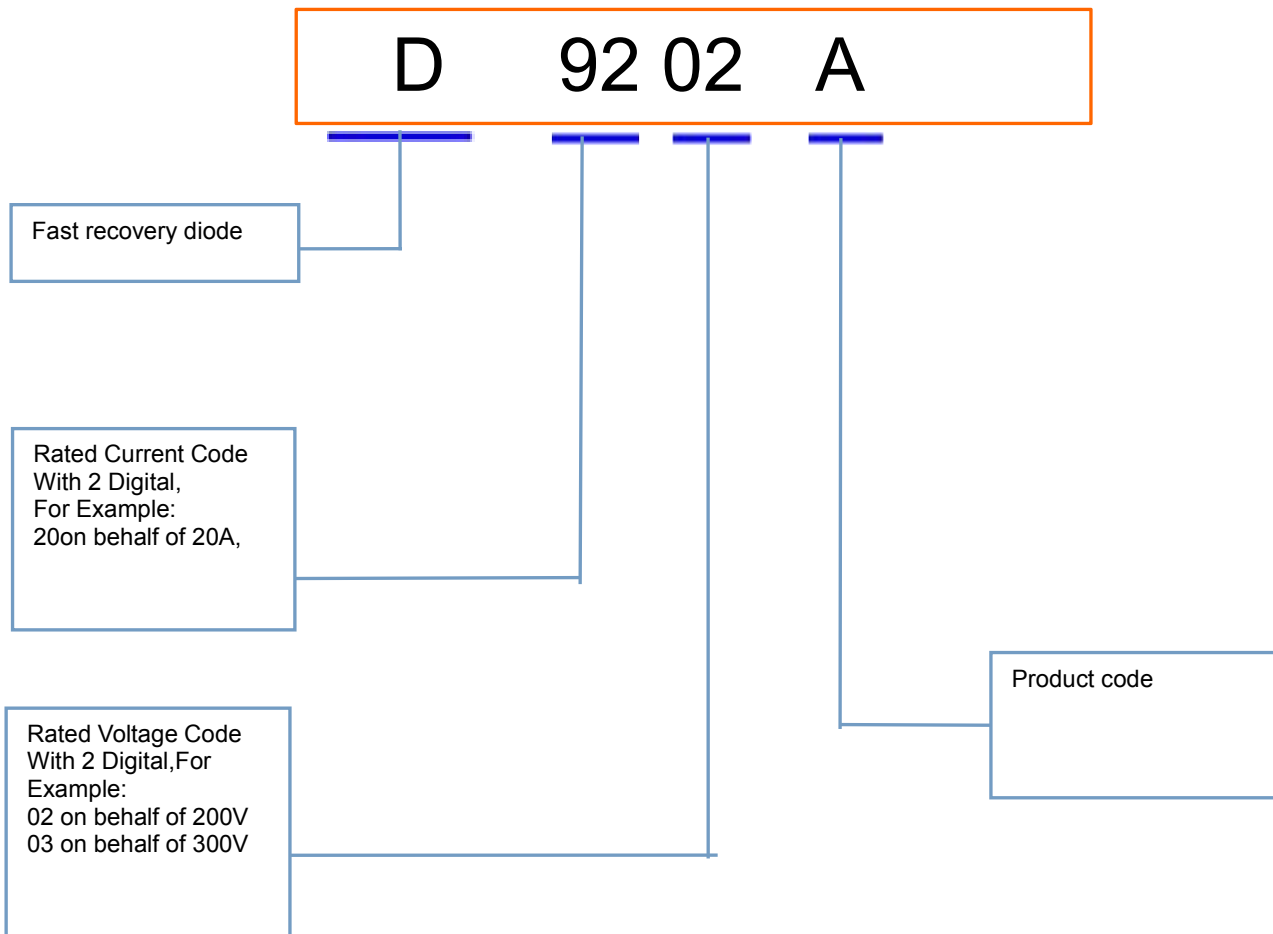 D 92 02 A
Fast recovery diode
Rated Current Code
With 2 Digital,
For Example:
20on behalf of 20A,
Rated Voltage Code
With 2 Digital,For
Example:
02 on behalf of 200V
03 on behalf of 300V
Product code